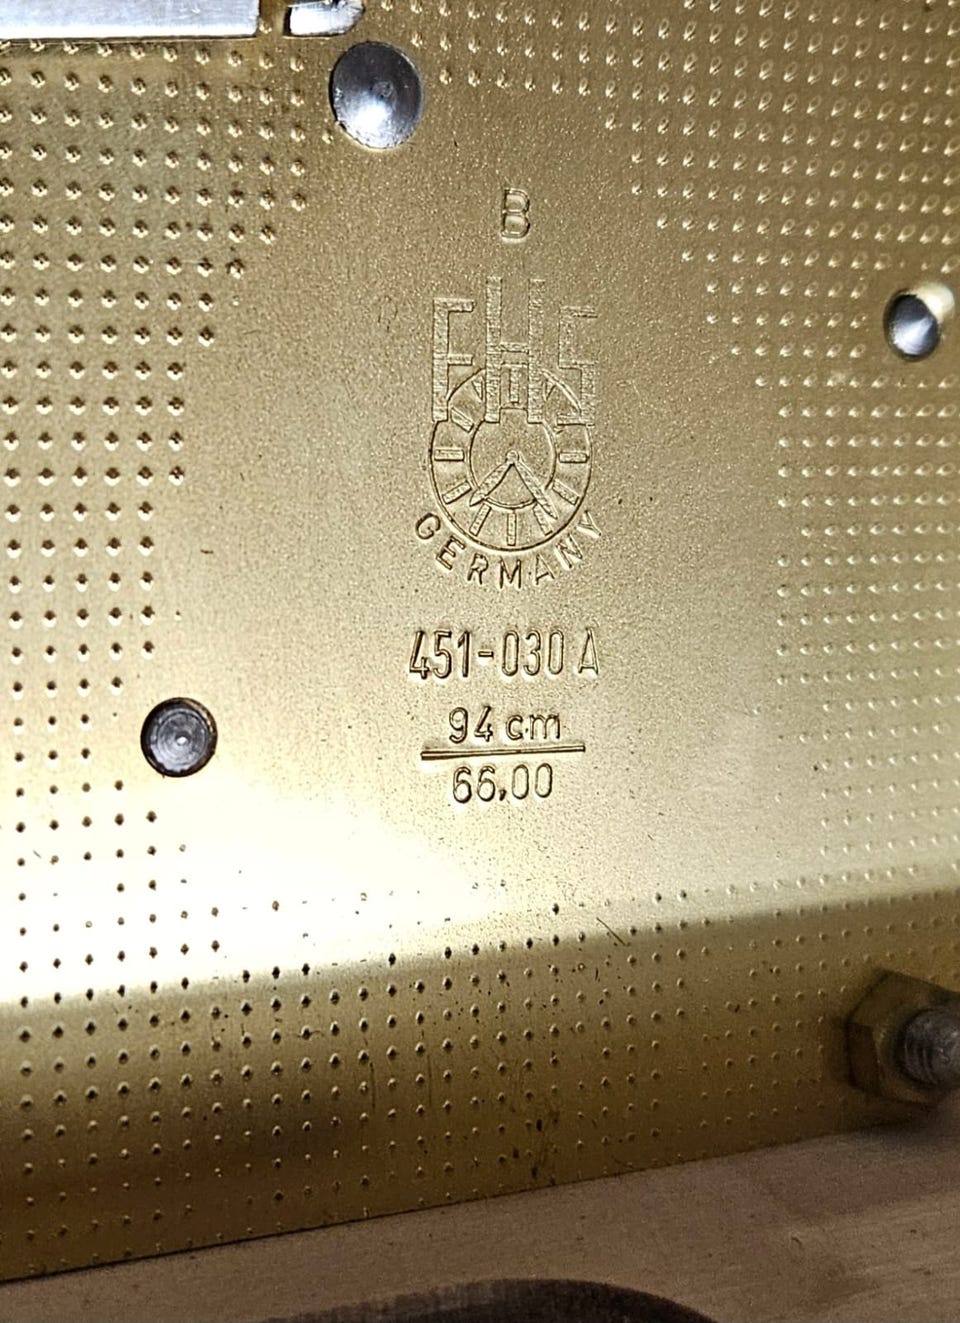 B
FHS
GERMANY
451-030 A
94 cm
66,00